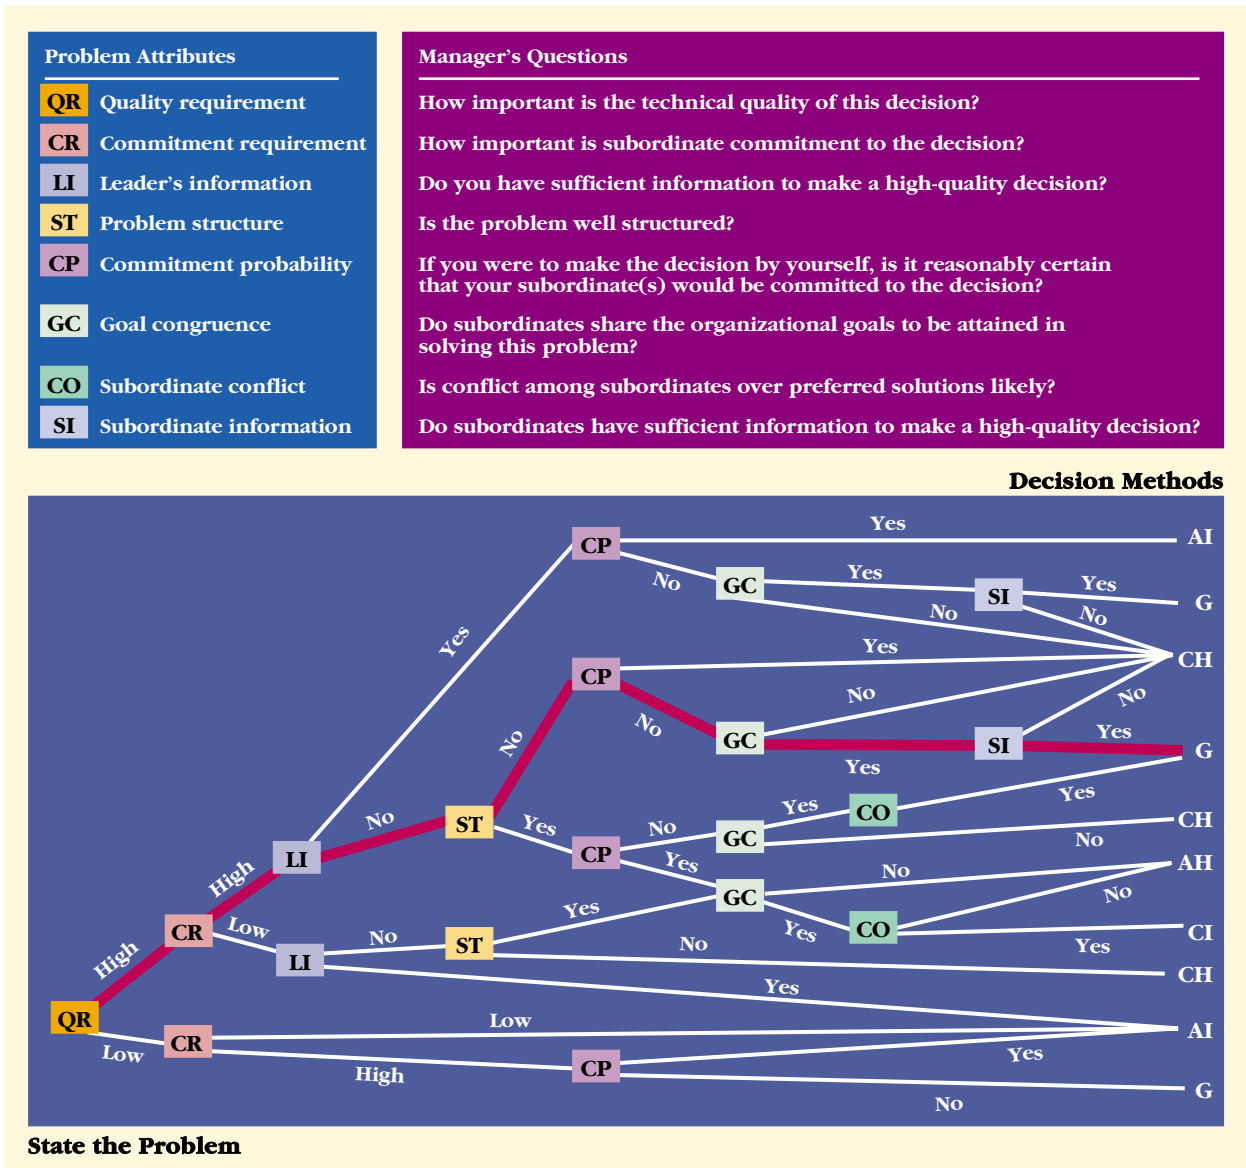 Problem Attributes
QR Quality requirement
CR Commitment requirement
LI Leader's information
ST Problem structure
CP Commitment probability
GC Goal congruence
CO Subordinate conflict
SI Subordinate information
Manager's Questions
How important is the technical quality of this decision?
How important is subordinate commitment to the decision?
Do you have sufficient information to make a high-quality decision?
Is the problem well structured?
If you were to make the decision by yourself, is it reasonably certain
that your subordinate(s) would be committed to the decision?
Do subordinates share the organizational goals to be attained in
solving this problem?
Is conflict among subordinates over preferred solutions likely?
Do subordinates have sufficient information to make a high-quality decision?
Decision Methods
Yes
CP
AI
No
GC
Yes
SI
Yes
G
No
No
Yes
Yes
CH
CP
No
No
No
No
GC
SI
Yes
G
Yes
Yes
CO
Yes
No
ST
Yes
No
GC
CH
No
High
LI
CP
Yes
No
AH
GC
No
High
CR
Low
Yes
Yes
CO
CI
No
ST
No
Yes
LI
CH
Yes
QR
Low
CR
Low
AI
Yes
High
CP
G
No
State the Problem